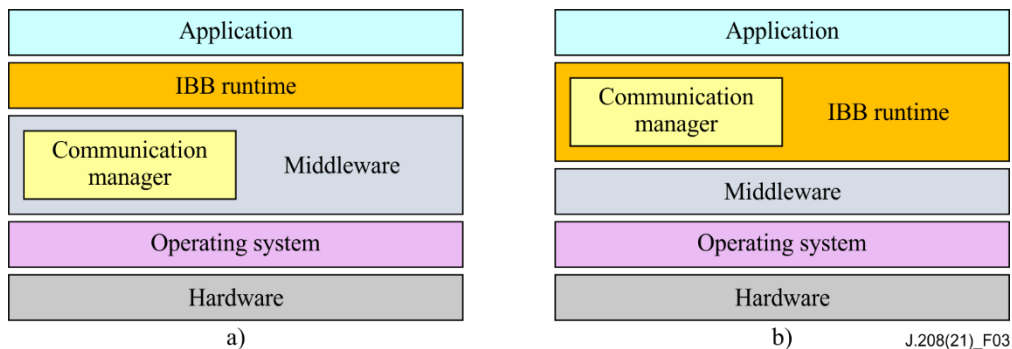 Application
IBB runtime
Communication
manager
Middleware
Operating system
Hardware
a)
Application
Communication
manager
IBB runtime
Middleware
Operating system
Hardware
b)
J.208(21)_F03